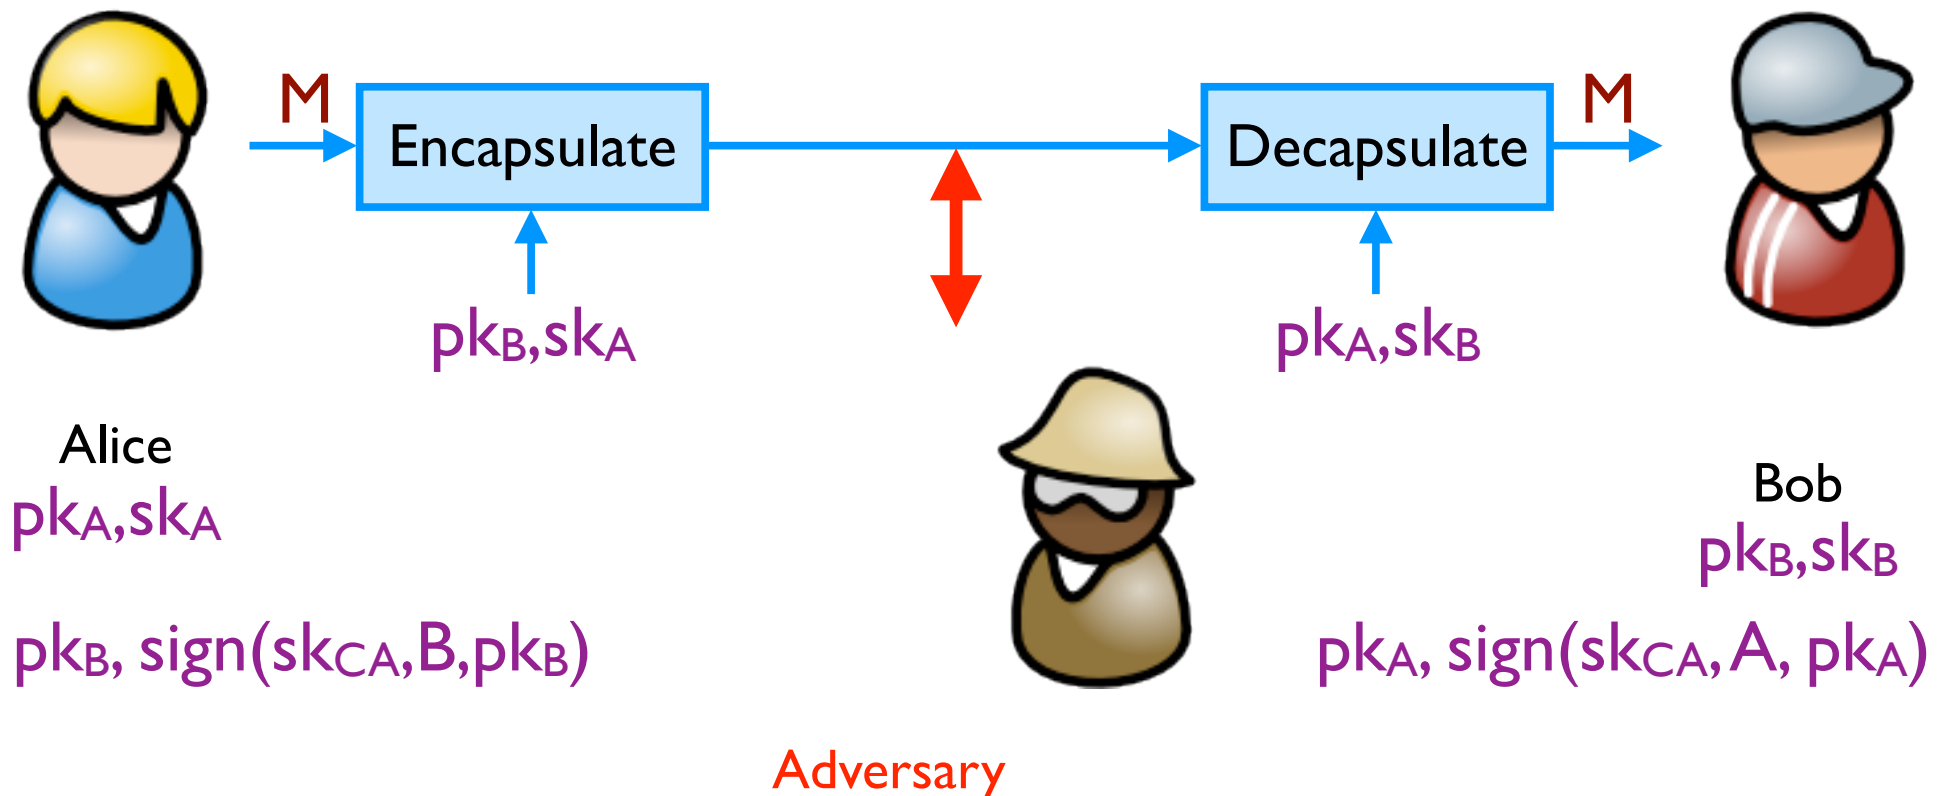 M
Encapsulate
Decapsulate
M
pkB,skA
pkA,skB
Alice
pkA,skA
Bob
pkB,skB
pkB, sign(skCA,B,pkB)
pkA, sign(skCA, A, pkA)
Adversary